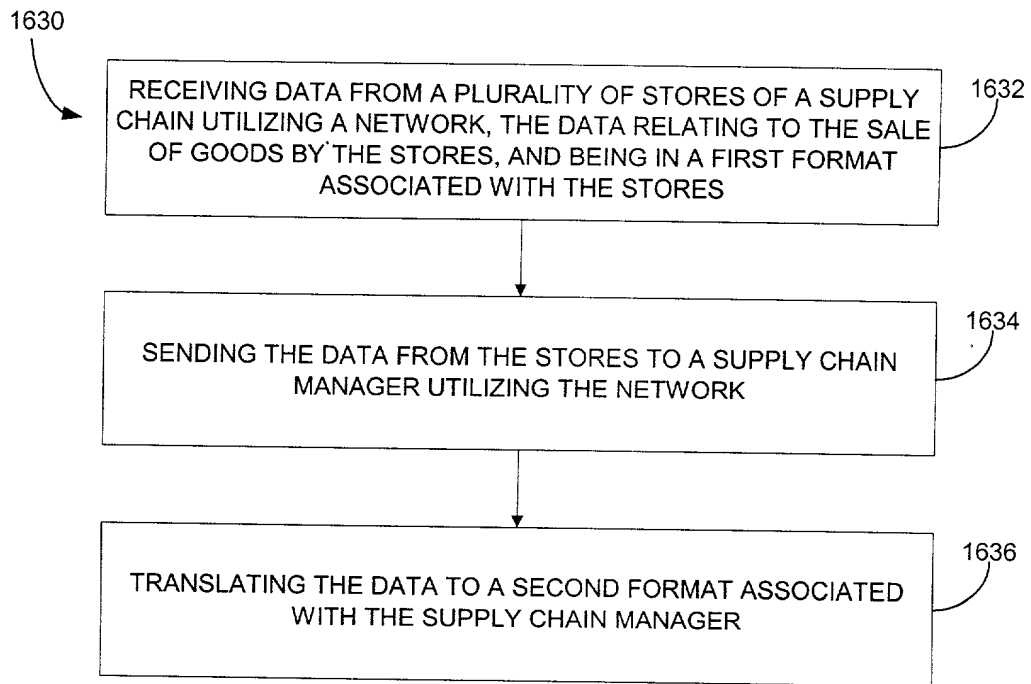 1630
RECEIVING DATA FROM A PLURALITY OF STORES OF A SUPPLY
CHAIN UTILIZING A NETWORK, THE DATA RELATING TO THE SALE
OF GOODS BY THE STORES, AND BEING IN A FIRST FORMAT
ASSOCIATED WITH THE STORES
1632
SENDING THE DATA FROM THE STORES TO A SUPPLY CHAIN
MANAGER UTILIZING THE NETWORK
1634
TRANSLATING THE DATA TO A SECOND FORMAT ASSOCIATED
WITH THE SUPPLY CHAIN MANAGER
1636